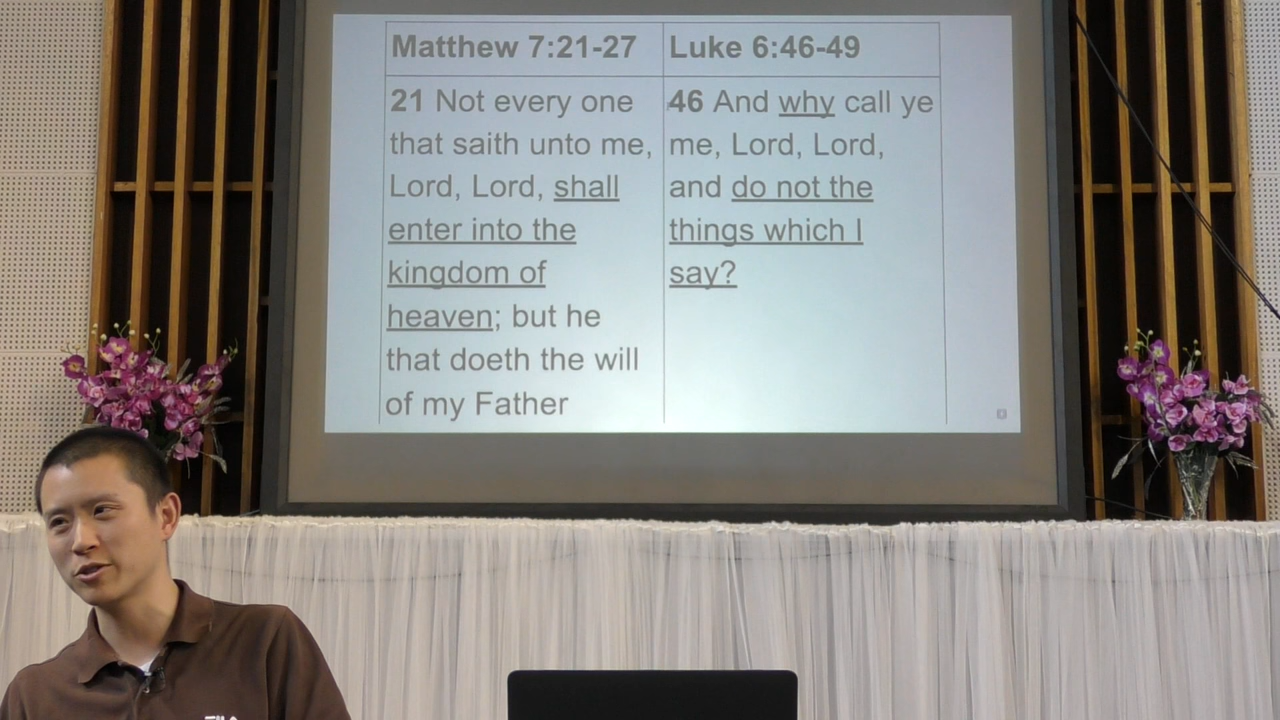 Matthew 7:21-27
Luke 6:46-49
21 Not every one
that saith unto me,
Lord, Lord, shall
enter into the
kingdom of
heaven; but he
that doeth the will
of my Father
46 And why call ye
me, Lord, Lord,
and do not the
things which I
say?